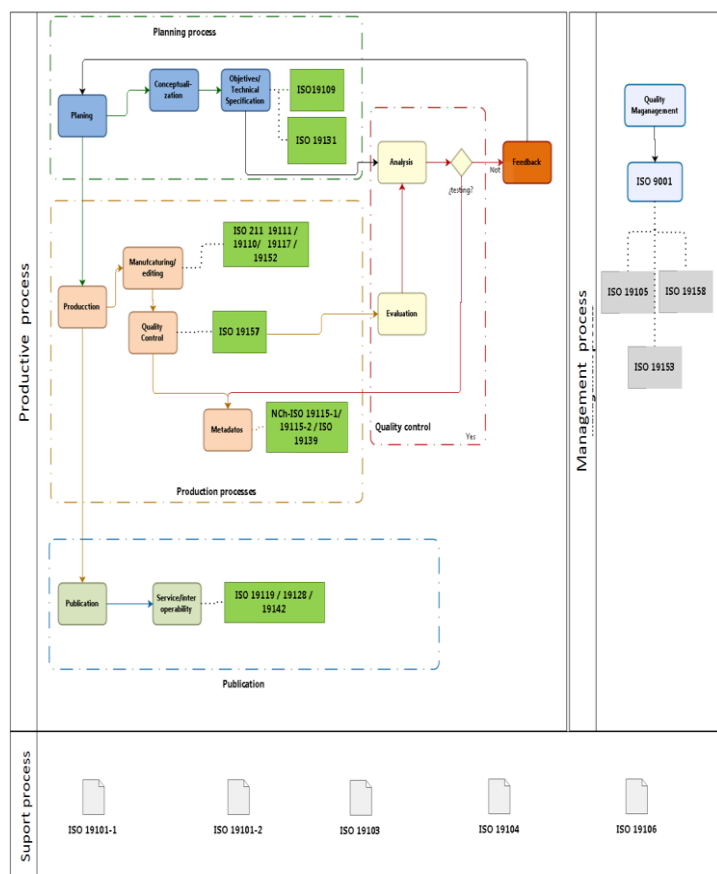 Productive process
Planning process
Planing
Conceptuali-
zation
Objetives/
Technical
Specification
ISO19109
ISO 19131
Analysis
¿testing?
Not
Feedback
Producction
Manufcaturing/
editing
ISO 211 19111 /
19110/ 19117 /
19152
Quality
Control
ISO 19157
Evaluation
Metadatos
NCh-ISO 19115-1/
19115-2 / ISO
19139
Quality control
Yes
Production processes
Publication
Service/inter
operability
ISO 19119 / 19128 /
19142
Publication
Management process
Quality
Maganagement
ISO 9001
ISO 19105
ISO 19158
ISO 19153
Suport process
ISO 19101-1
ISO 19101-2
ISO 19103
ISO 19104
ISO 19106